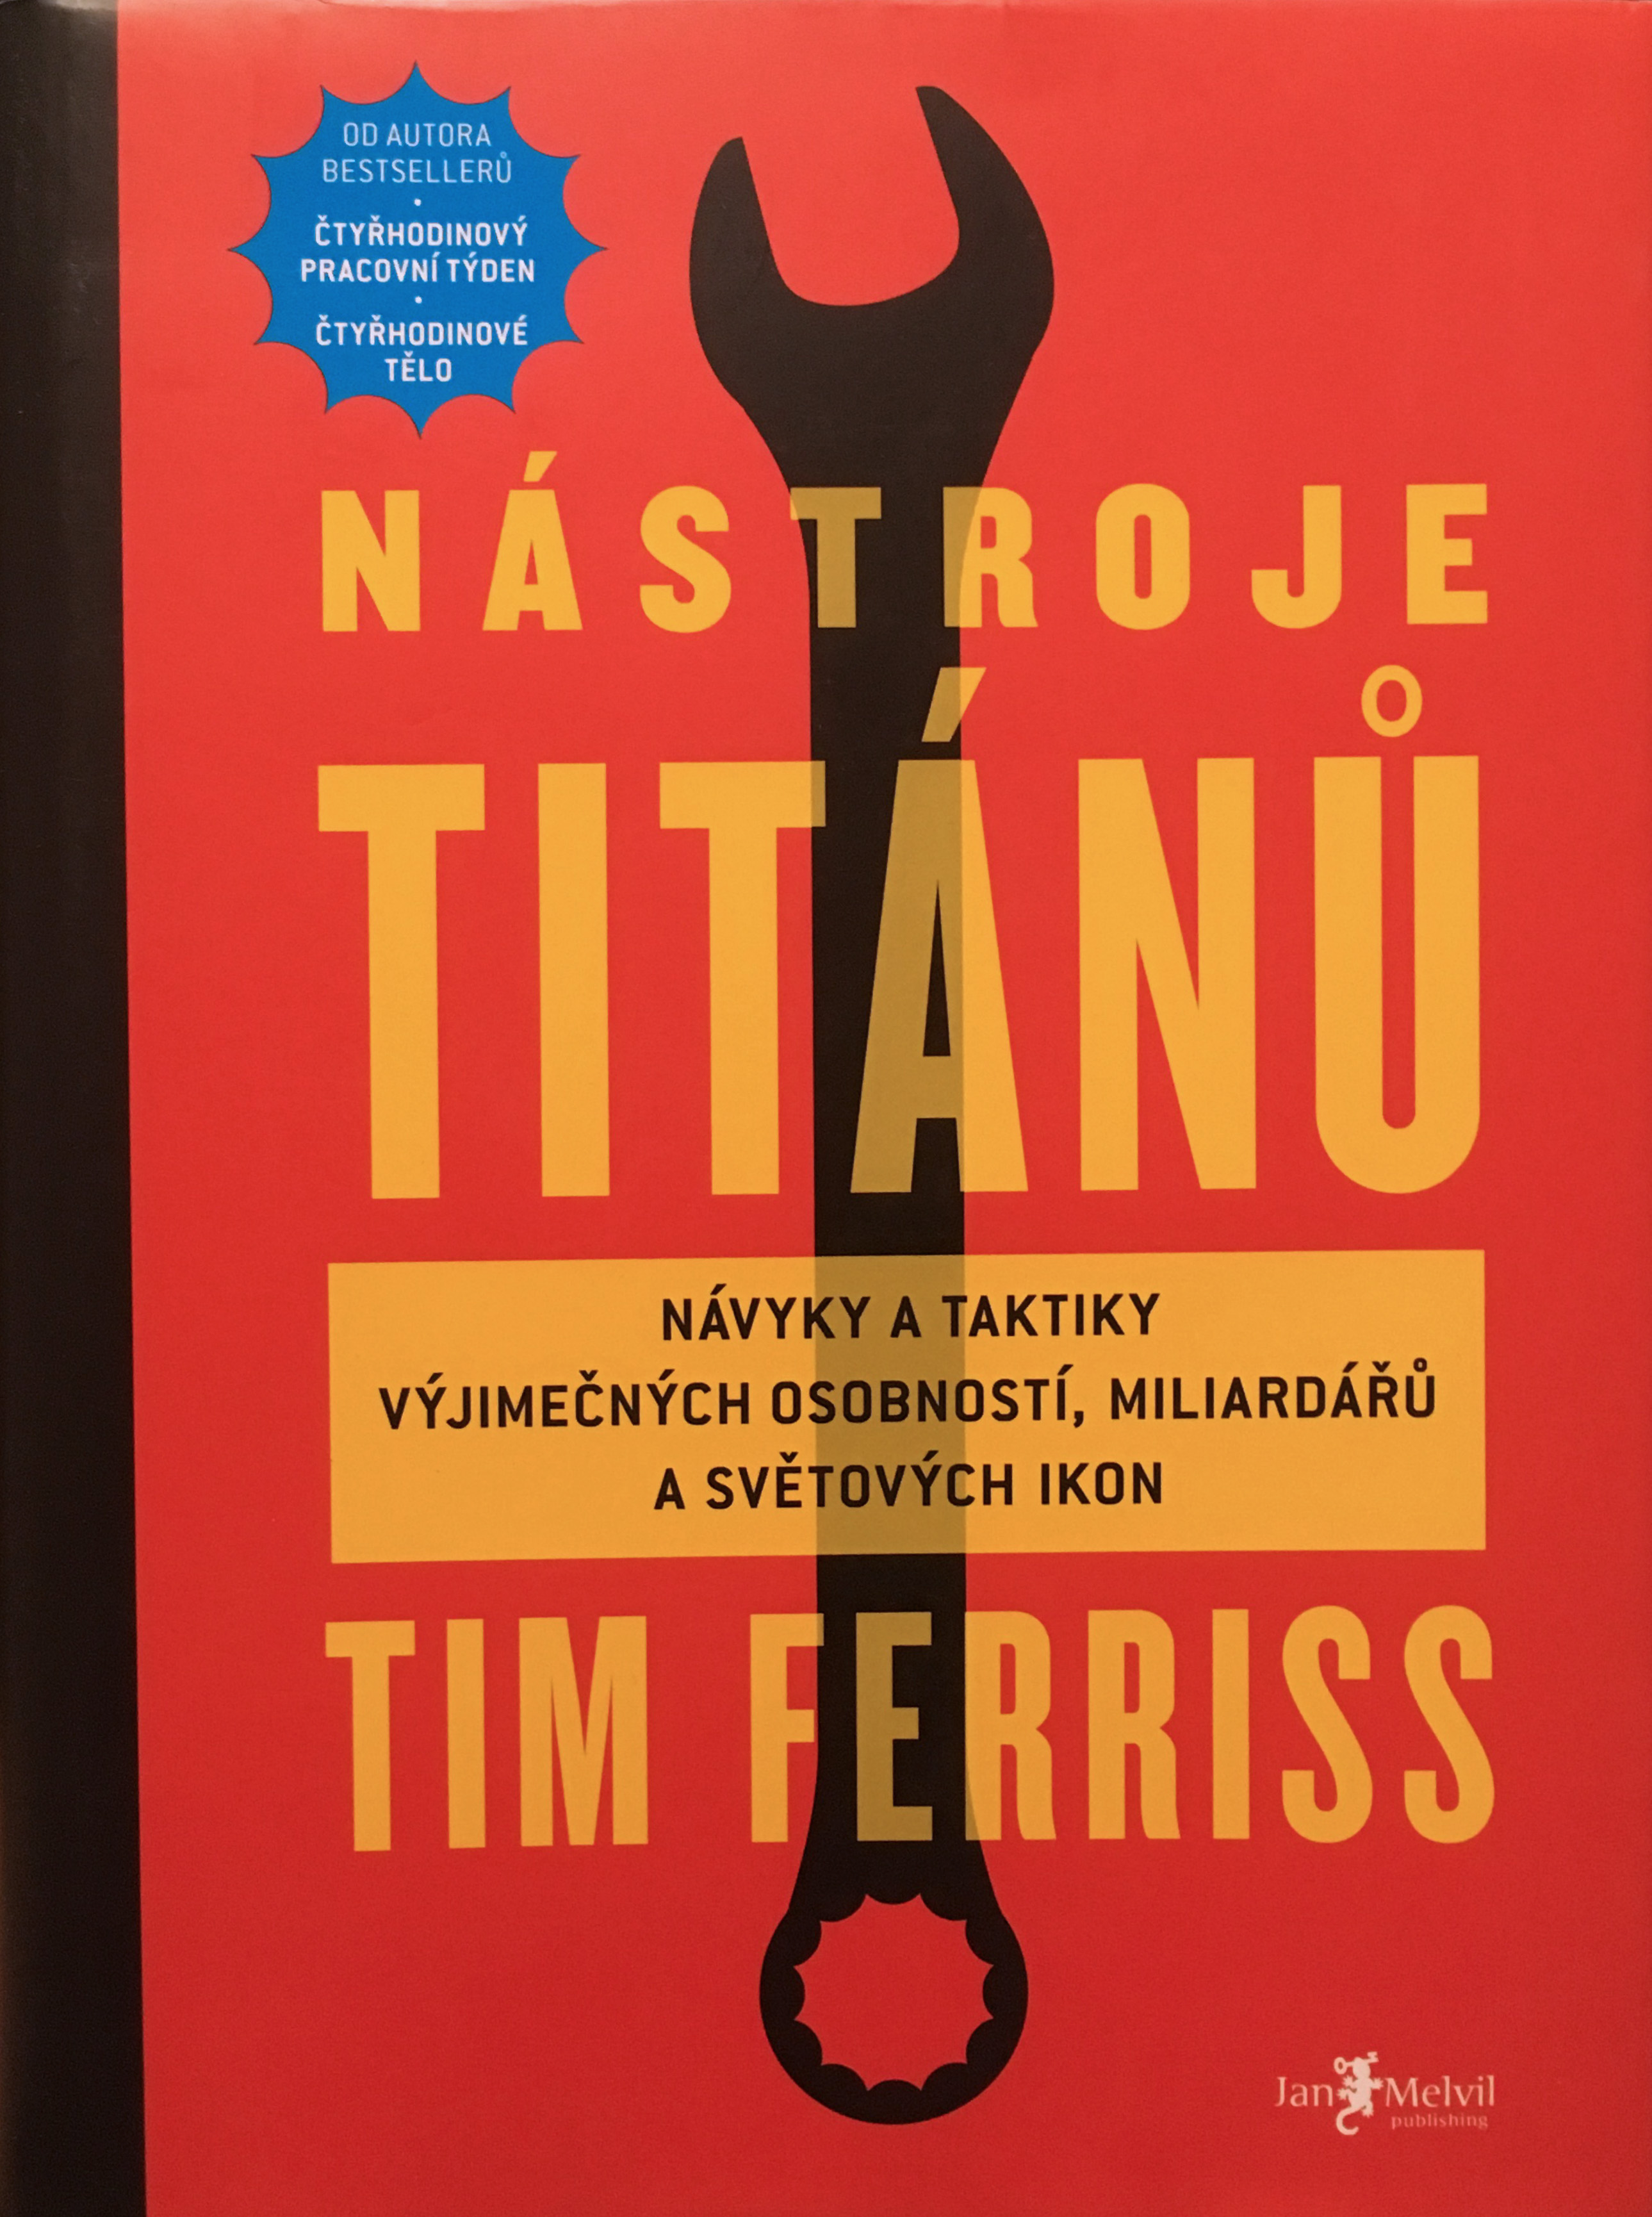 OD AUTORA
BESTSELLERŮ
•
ČTYŘHODINOVÝ
PRACOVNÍ TÝDEN
•
ČTYŘHODINOVÉ
TĚLO
NÁSTROJE
TITÁNŮ
NÁVYKY A TAKTIKY
VÝJIMEČNÝCH OSOBNOSTÍ, MILIARDÁŘŮ
A SVĚTOVÝCH IKON
TIM FERRISS
Jan Melvil
publishing